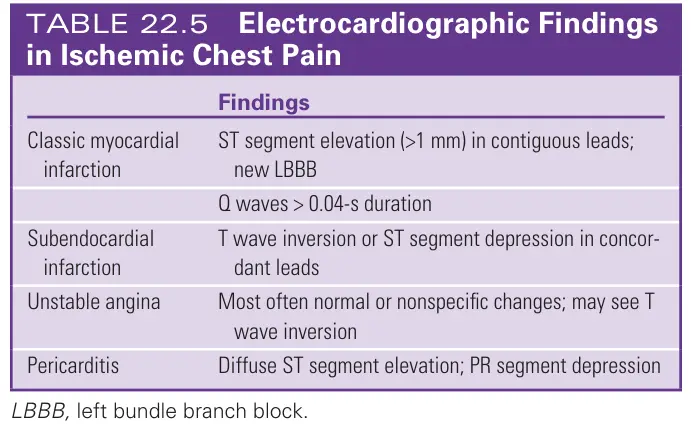 TABLE 22.5 Electrocardiographic Findings
in Ischemic Chest Pain
Findings
Classic myocardial infarction
ST segment elevation (>1 mm) in contiguous leads;
new LBBB
Q waves > 0.04-s duration
Subendocardial infarction
T wave inversion or ST segment depression in concor-
dant leads
Unstable angina
Most often normal or nonspecific changes; may see T
wave inversion
Pericarditis
Diffuse ST segment elevation; PR segment depression
LBBB, left bundle branch block.